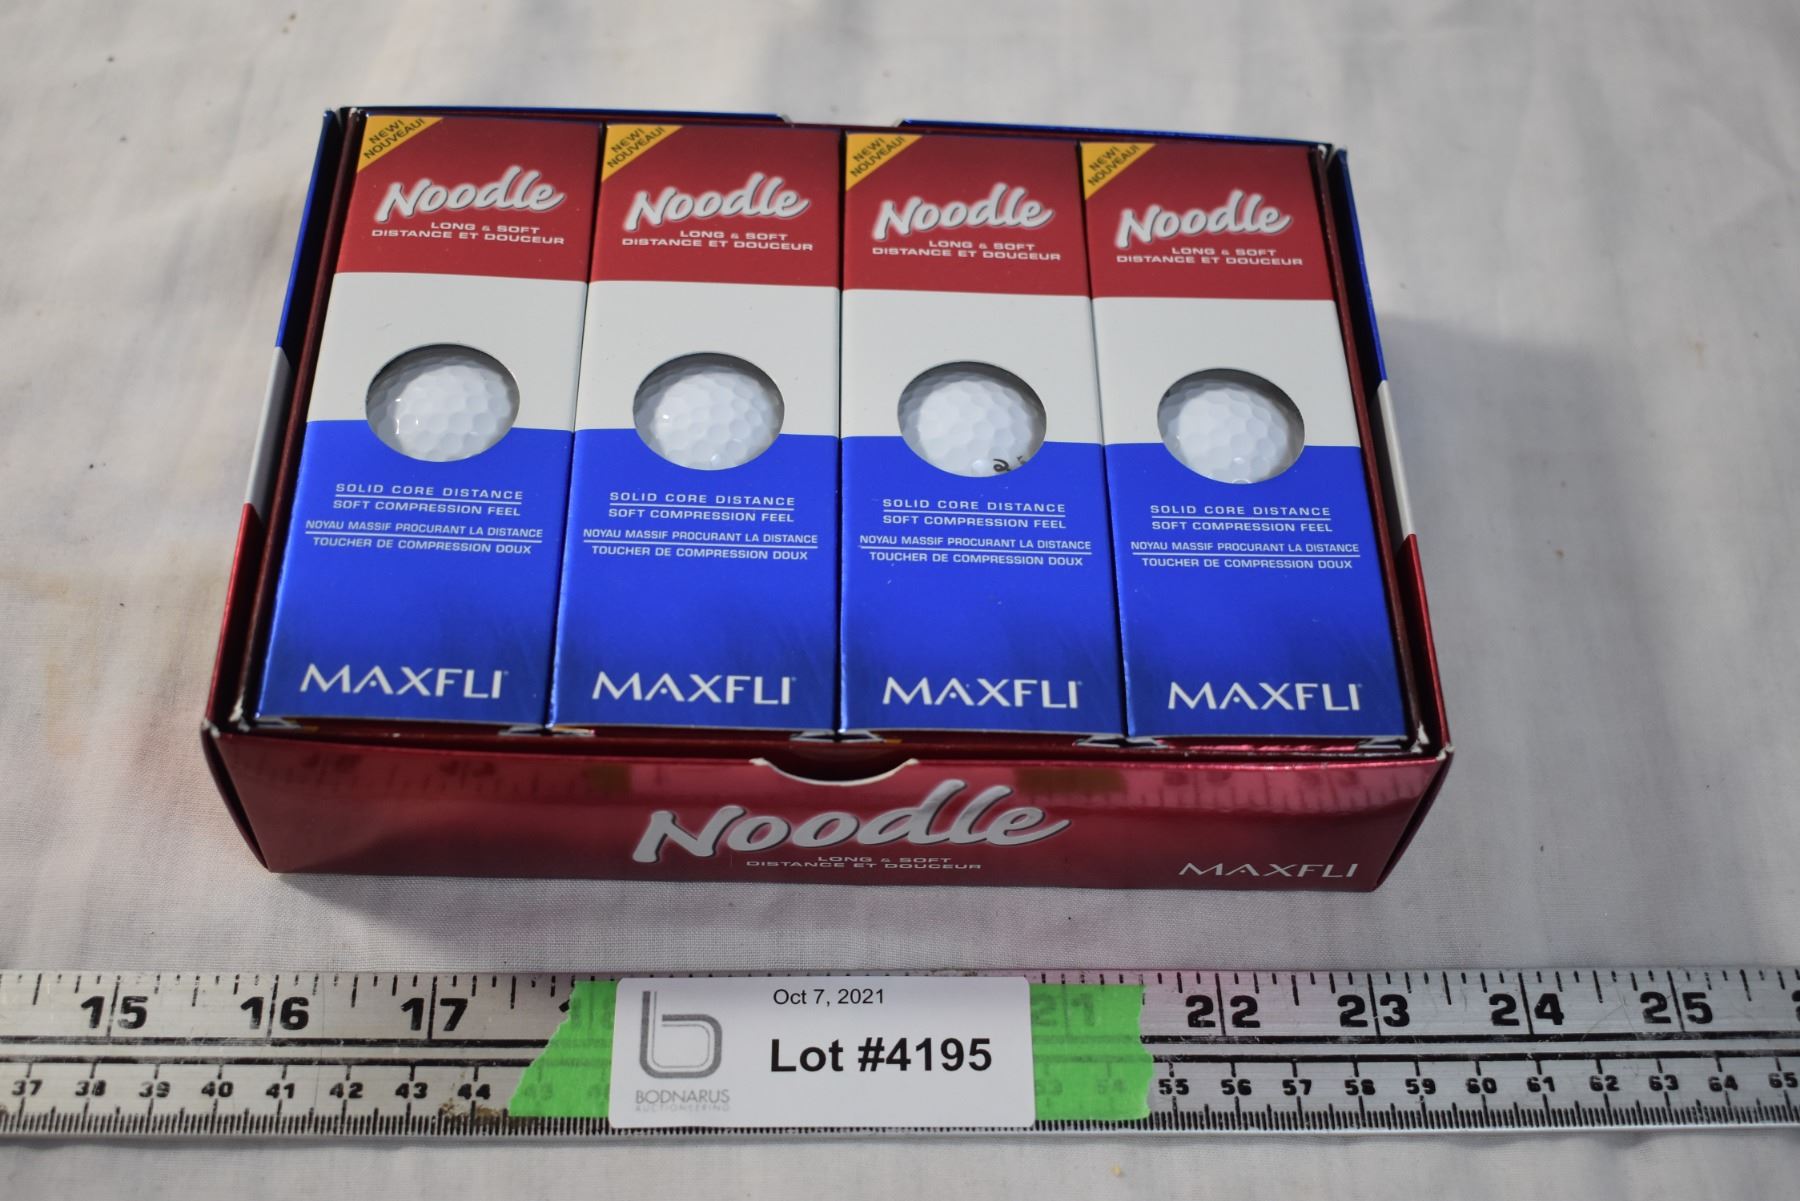 NEW!
NOUVEAU!
Noodle
LONG & SOFT
DISTANCE ET DOUCEUR
SOLID CORE DISTANCE
SOFT COMPRESSION FEEL
NOYAU MASSIF PROCURANT LA DISTANCE
TOUCHER DE COMPRESSION DOUX
MAXFLI
NEW!
NOUVEAU!
Noodle
LONG & SOFT
DISTANCE ET DOUCEUR
SOLID CORE DISTANCE
SOFT COMPRESSION FEEL
NOYAU MASSIF PROCURANT LA DISTANCE
TOUCHER DE COMPRESSION DOUX
MAXFLI
NEW!
NOUVEAU!
Noodle
LONG & SOFT
DISTANCE ET DOUCEUR
SOLID CORE DISTANCE
SOFT COMPRESSION FEEL
NOYAU MASSIF PROCURANT LA DISTANCE
TOUCHER DE COMPRESSION DOUX
MAXFLI
NEW!
NOUVEAU!
Noodle
LONG & SOFT
DISTANCE ET DOUCEUR
SOLID CORE DISTANCE
SOFT COMPRESSION FEEL
NOYAU MASSIF PROCURANT LA DISTANCE
TOUCHER DE COMPRESSION DOUX
MAXFLI
Noodle
LONG & SOFT
DISTANCE ET DOUCEUR
MAXFLI
15 16 17 21 22 23 24 25
Oct 7, 2021
Lot #4195
BODNARUS
AUCTIONEERING
37 38 39 40 41 42 43 44 45 53 54 55 56 57 58 59 60 61 62 63 64 65